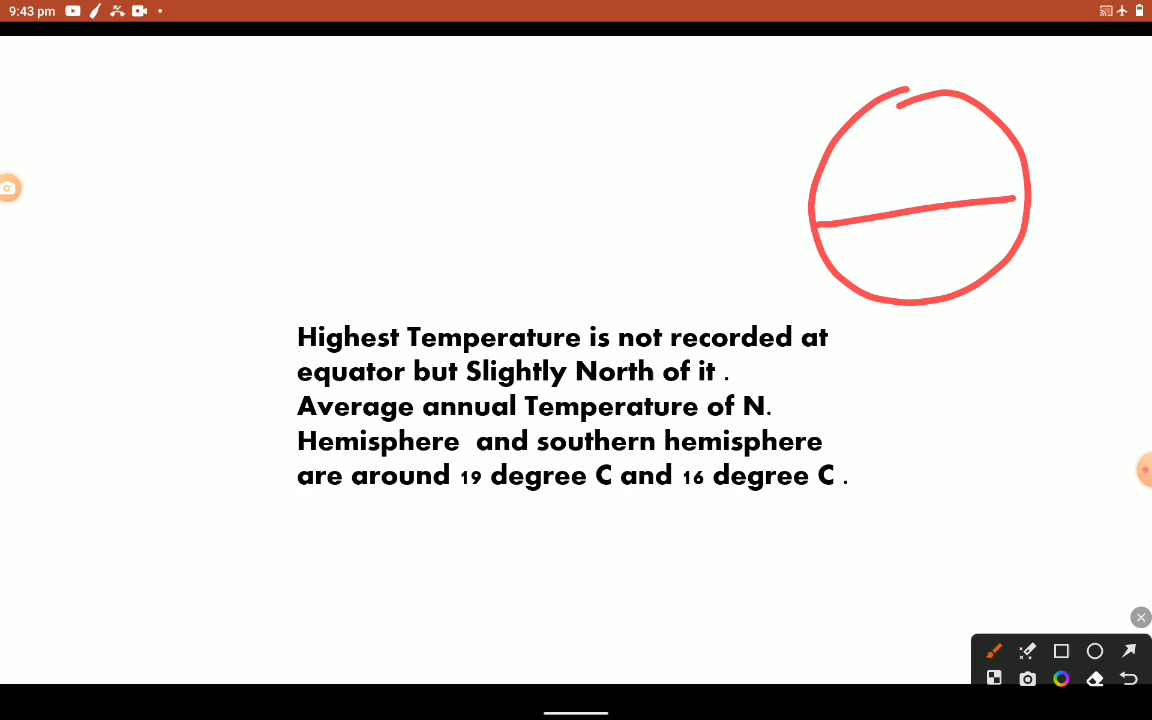 9:43 pm
Highest Temperature is not recorded at
equator but Slightly North of it .
Average annual Temperature of N.
Hemisphere  and southern hemisphere
are around 19 degree C and 16 degree C .